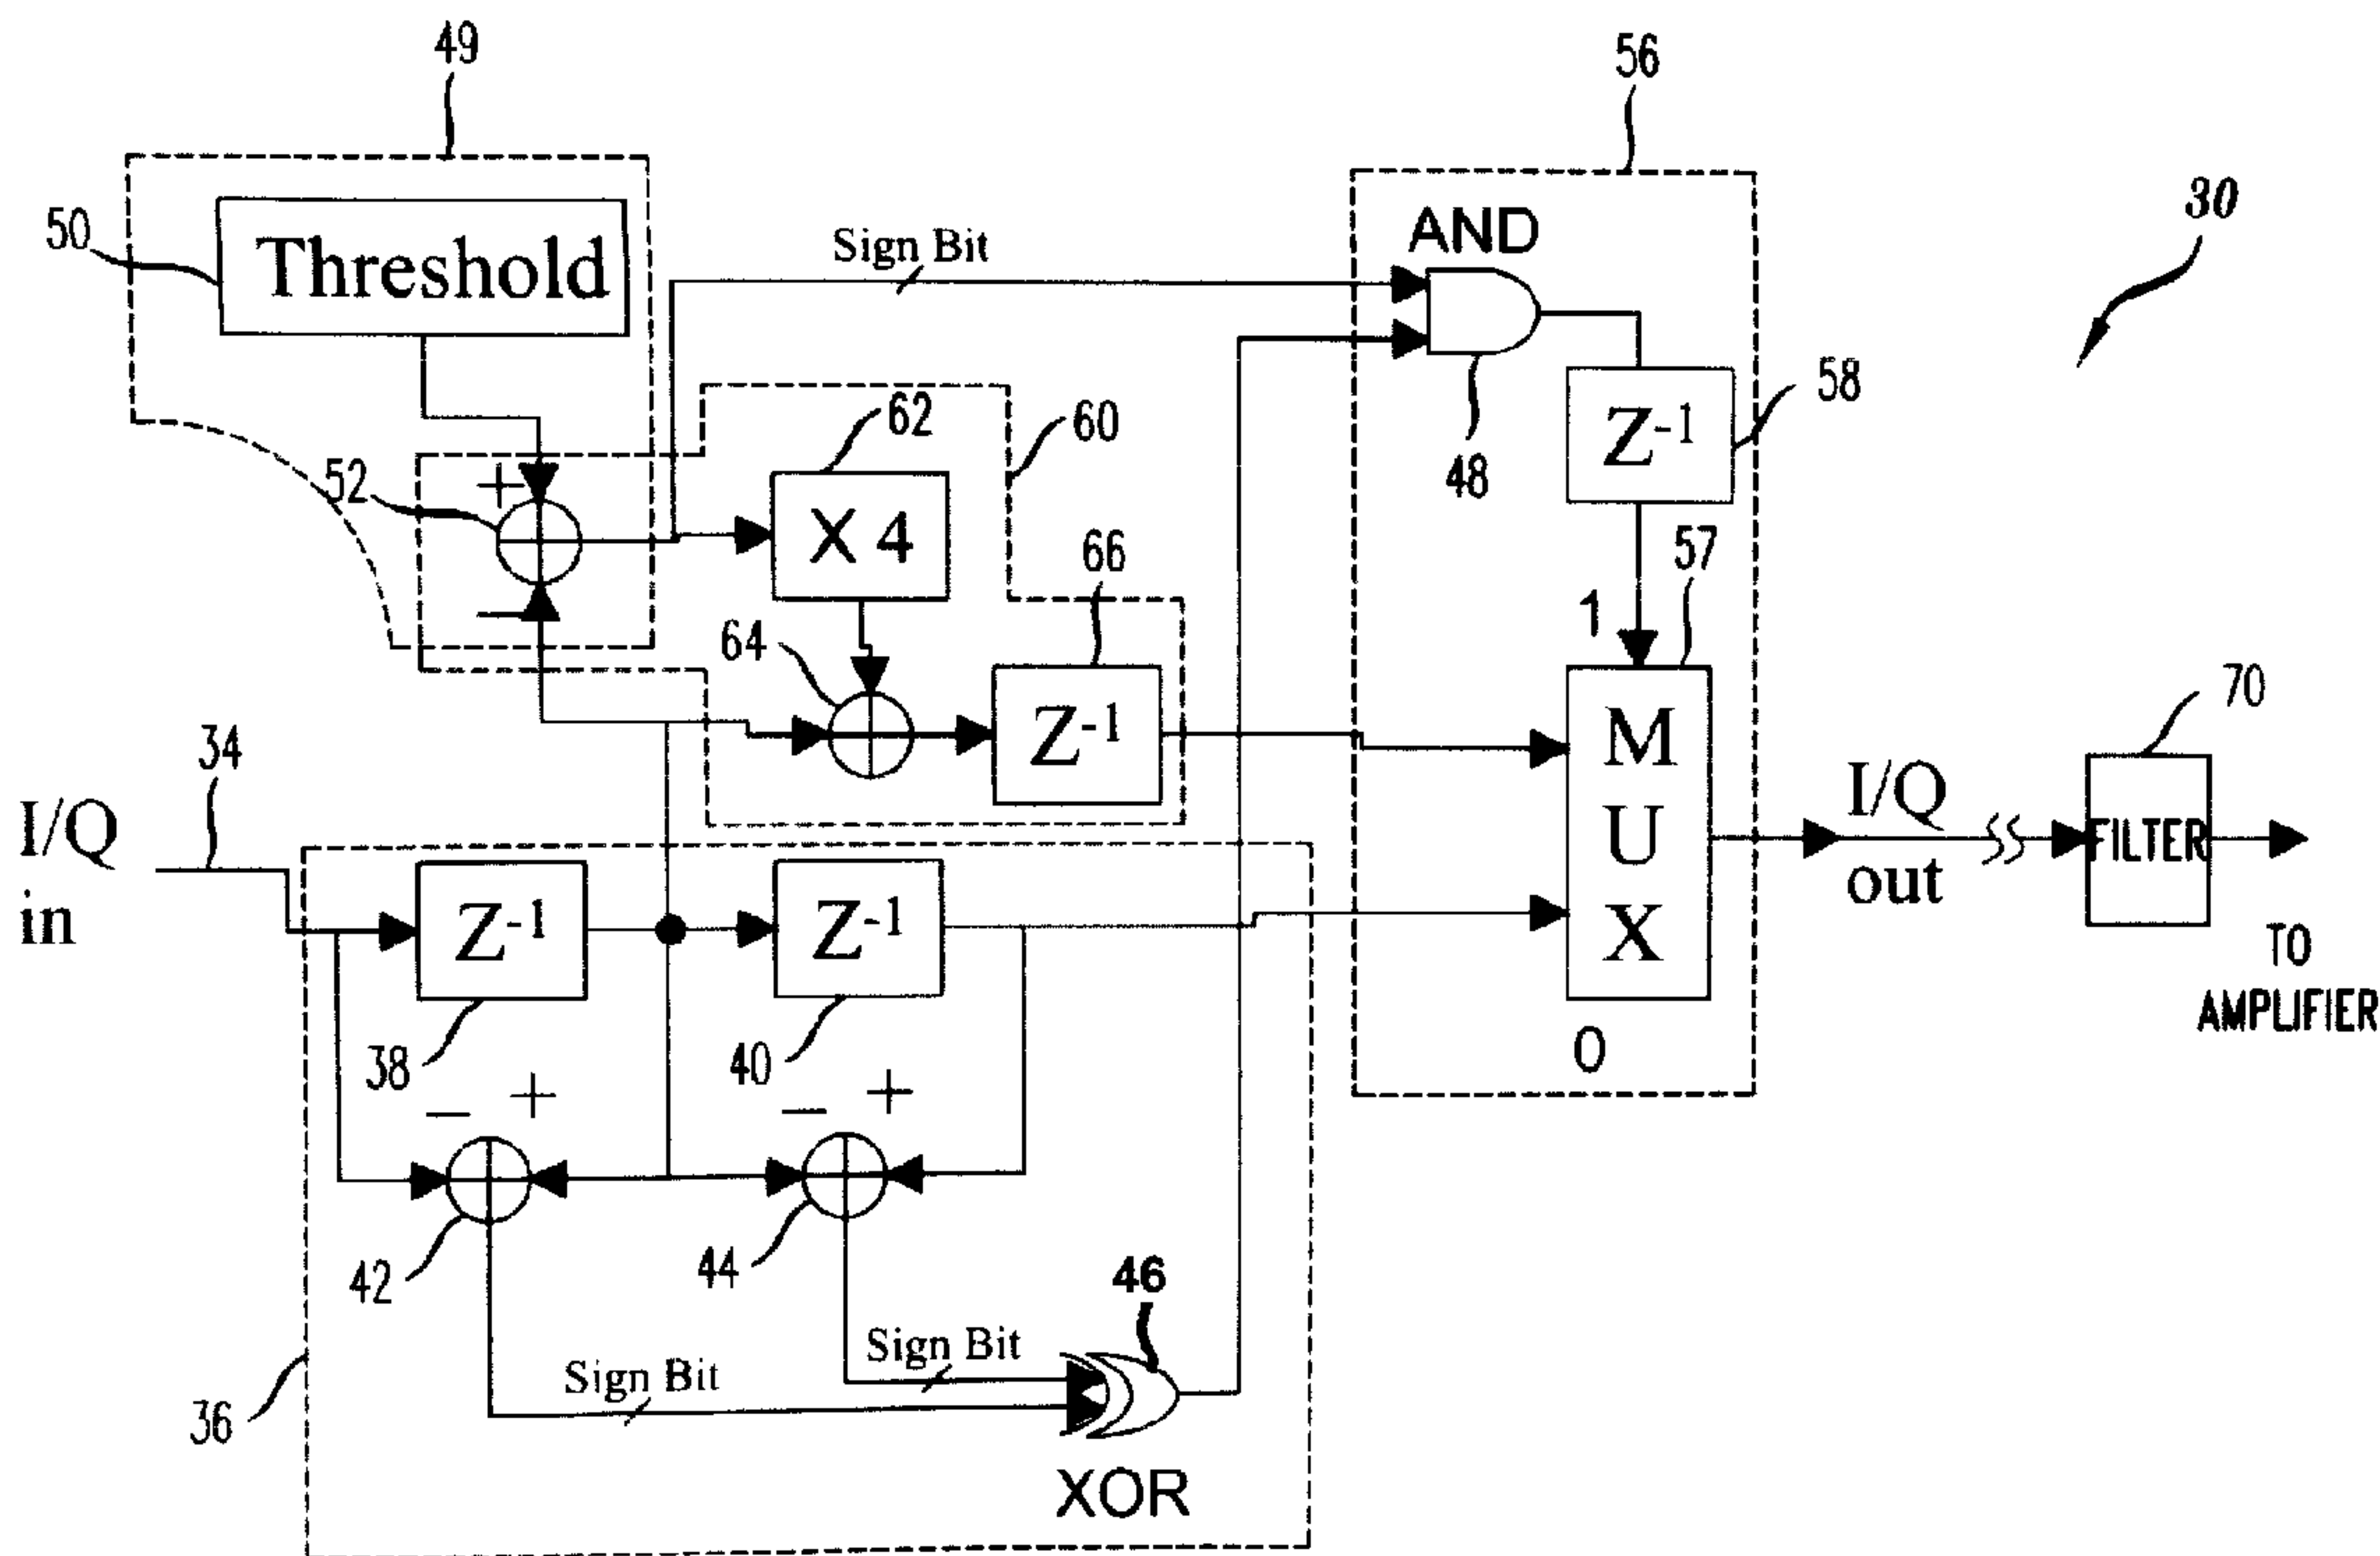 49
56
30
50
Threshold
Sign Bit
AND
58
Z-1
48
62
60
52
+
X 4
66
57
−
64
1
Z-1
70
34
I/Q
in
M
U
X
I/Q
out
FILTER
Z-1
Z-1
TO
AMPLIFIER
38
40
0
− +
− +
42
44
46
Sign Bit
Sign Bit
36
XOR